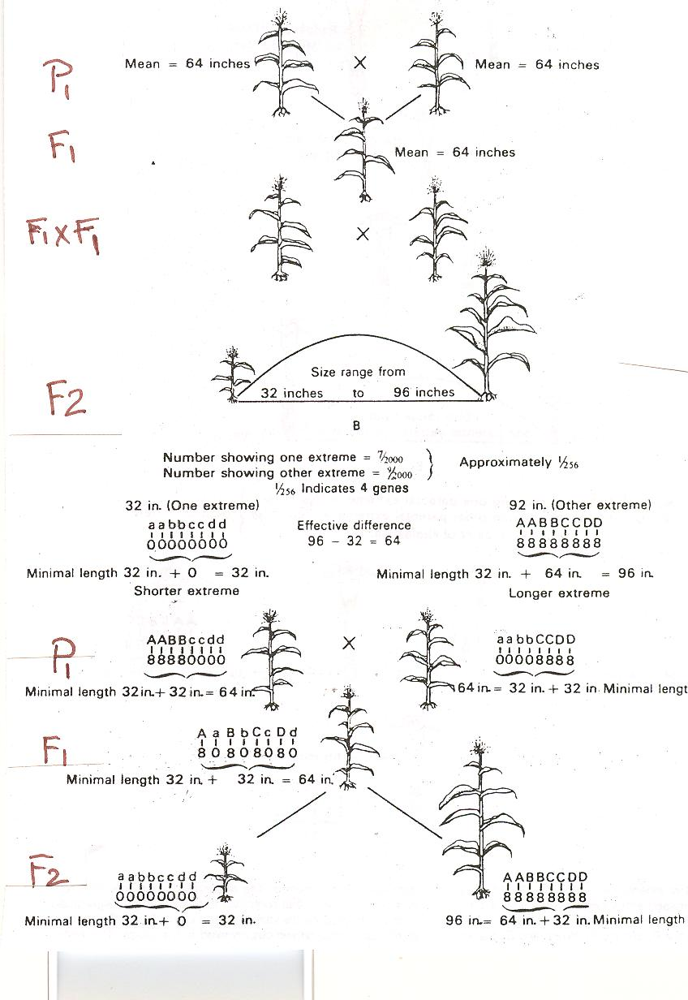 P1
Mean = 64 inches
X
Mean = 64 inches
F1
Mean = 64 inches
F1 X F1
X
F2
Size range from
32 inches to 96 inches
B
Number showing one extreme = 7/2000
Number showing other extreme = /2000
Approximately 1/256
1/256 Indicates 4 genes
32 in. (One extreme)
92 in. (Other extreme)
aabbccdd
Effective difference
AABBCCDD
00000000
96 - 32 = 64
88888888
Minimal length 32 in. + 0 = 32 in.
Minimal length 32 in. + 64 in. = 96 in.
Shorter extreme
Longer extreme
P1
AABBccdd
X
aabbCCDD
88880000
00008888
Minimal length 32 in. + 32 in. = 64 in.
64 in. = 32 in. + 32 in Minimal lengt
F1
AaBbCcDd
80808080
Minimal length 32 in. + 32 in. = 64 in.
F2
aabbccdd
AABBCCDD
00000000
88888888
Minimal length 32 in. + 0 = 32 in.
96 in. = 64 in. + 32 in. Minimal length